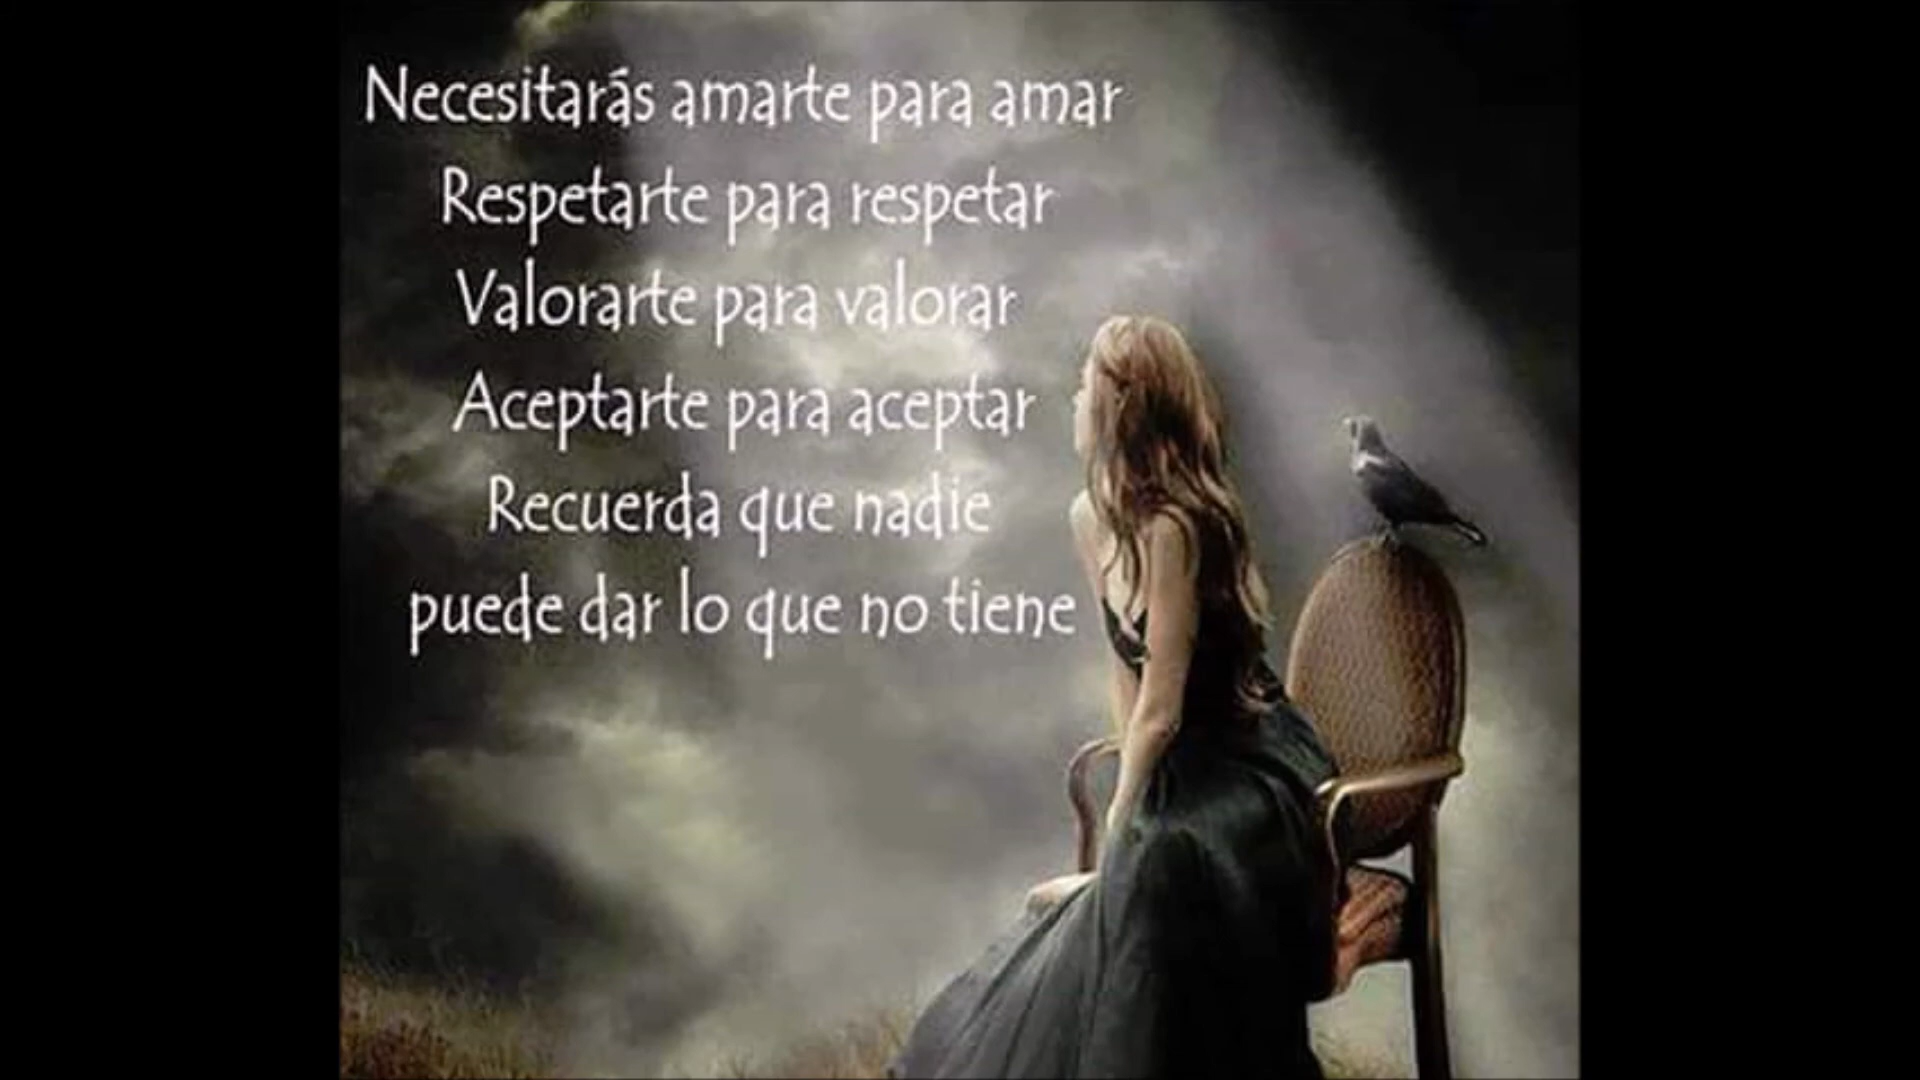 Necesitarás amarte para amar
Respetarte para respetar
Valorarte para valorar
Aceptarte para aceptar
Recuerda que nadie
puede dar lo que no tiene